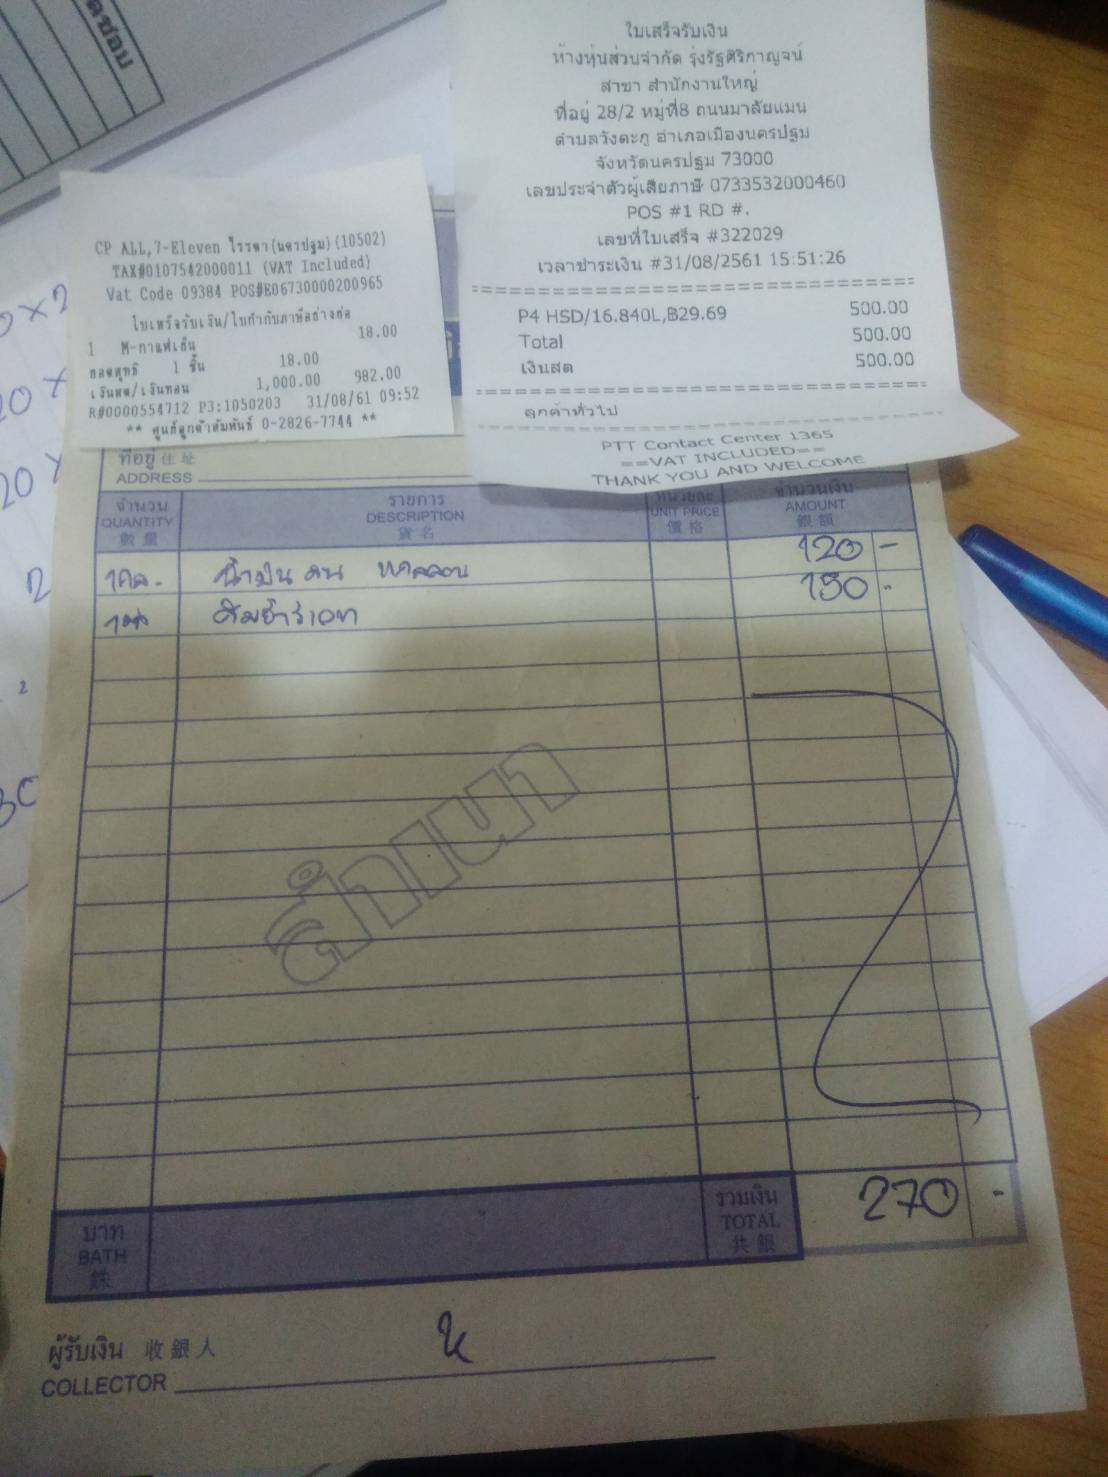 ใบเสร็จรับเงิน
ห้างหุ้นส่วนจำกัด รุ่งรัฐศิริกาญจน์
สาขา สำนักงานใหญ่
ที่อยู่ 28/2 หมู่ที่8 ถนนมาลัยแมน
ตำบลวังตะกู อำเภอเมืองนครปฐม
จังหวัดนครปฐม 73000
เลขประจำตัวผู้เสียภาษี 0733532000460
POS #1 RD #.
เลขที่ใบเสร็จ #322029
เวลาชำระเงิน #31/08/2561 15:51:26
P4 HSD/16.840L,฿29.69 500.00
Total 500.00
เงินสด 500.00
ลูกค้าทั่วไป
PTT Contact Center 1365
==VAT INCLUDED==
THANK YOU AND WELCOME
CP ALL,7-Eleven ไร่รดา(นครปฐม)(10502)
TAX#0107542000011 (VAT Included)
Vat Code 09384 POS#E06730000200965
ใบเสร็จรับเงิน/ใบกำกับภาษีอย่างย่อ
1 M-กาแฟเย็น 18.00
ยอดสุทธิ 1 ชิ้น 18.00
เงินสด/เงินทอน 1,000.00 982.00
R#0000554712 P3:1050203 31/08/61 09:52
** ศูนย์ลูกค้าสัมพันธ์ 0-2826-7744 **
ที่อยู่ 住址
ADDRESS
จำนวน รายการ หน่วยละ จำนวนเงิน
QUANTITY DESCRIPTION UNIT PRICE AMOUNT
數量 貨名 價格 銀額
120 -
150 -
สำเนา
บาท รวมเงิน
BATH TOTAL 270 -
銖 共銀
ผู้รับเงิน 收銀人
COLLECTOR